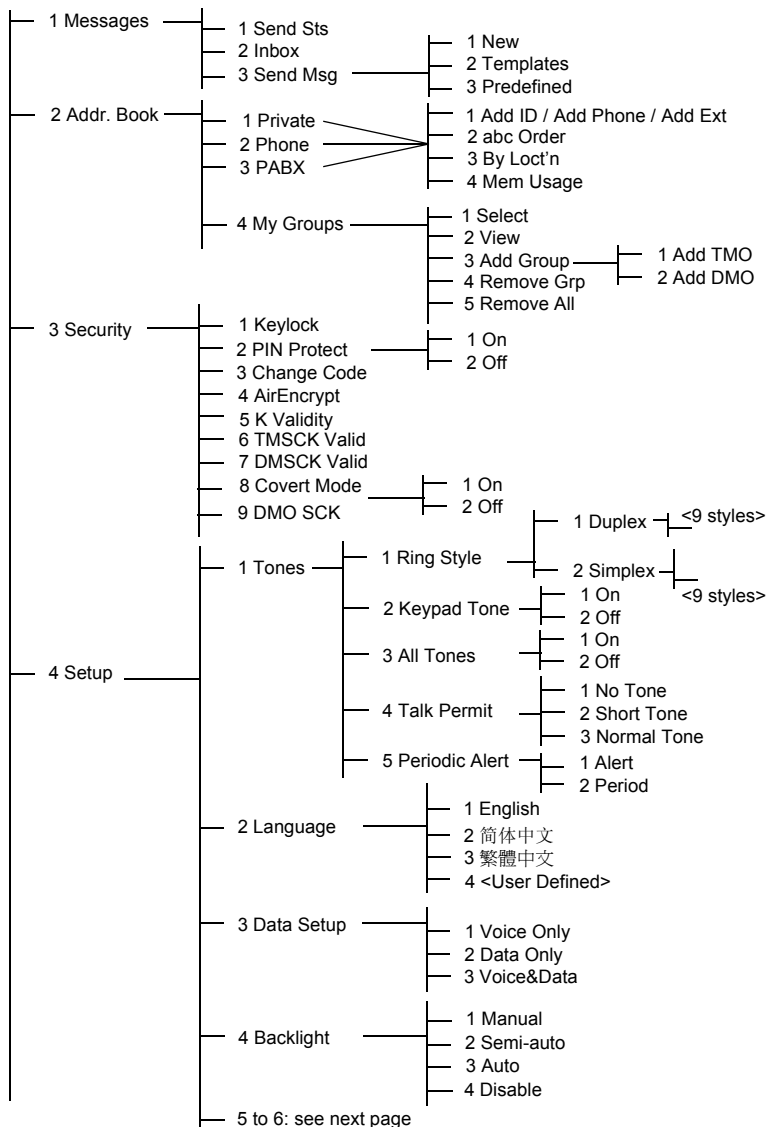 1 Messages
1 Send Sts
2 Inbox
3 Send Msg
1 New
2 Templates
3 Predefined
2 Addr. Book
1 Private
2 Phone
3 PABX
1 Add ID / Add Phone / Add Ext
2 abc Order
3 By Loct'n
4 Mem Usage
4 My Groups
1 Select
2 View
3 Add Group
4 Remove Grp
5 Remove All
1 Add TMO
2 Add DMO
3 Security
1 Keylock
2 PIN Protect
3 Change Code
4 AirEncrypt
5 K Validity
6 TMSCK Valid
7 DMSCK Valid
8 Covert Mode
9 DMO SCK
1 On
2 Off
1 On
2 Off
4 Setup
1 Tones
1 Ring Style
1 Duplex
<9 styles>
2 Simplex
<9 styles>
2 Keypad Tone
1 On
2 Off
3 All Tones
1 On
2 Off
4 Talk Permit
1 No Tone
2 Short Tone
3 Normal Tone
5 Periodic Alert
1 Alert
2 Period
2 Language
1 English
2 简体中文
3 繁體中文
4 <User Defined>
3 Data Setup
1 Voice Only
2 Data Only
3 Voice&Data
4 Backlight
1 Manual
2 Semi-auto
3 Auto
4 Disable
5 to 6: see next page